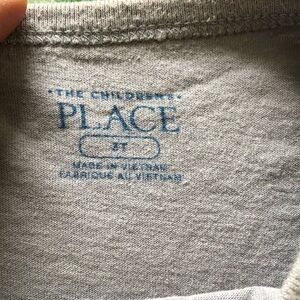 • THE CHILDREN'S •
PLACE
3T
MADE IN VIETNAM
FABRIQUE AU VIETNAM